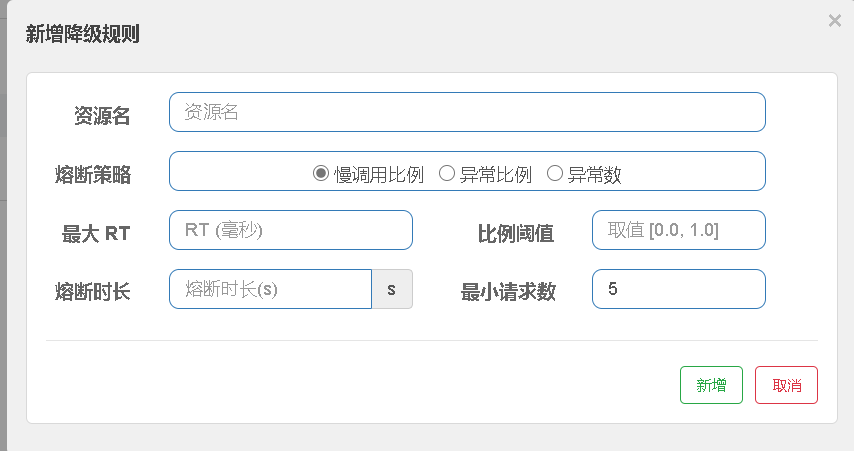 新增降级规则
×
资源名 资源名
熔断策略 慢调用比例 异常比例 异常数
最大 RT RT (毫秒) 比例阈值 取值 [0.0, 1.0]
熔断时长 熔断时长(s) s 最小请求数 5
新增 取消